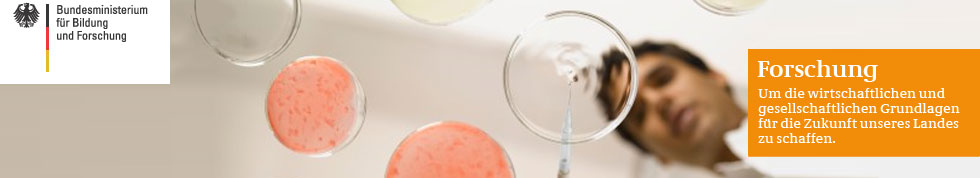 Bundesministerium
für Bildung
und Forschung
Forschung
Um die wirtschaftlichen und
gesellschaftlichen Grundlagen
für die Zukunft unseres Landes
zu schaffen.